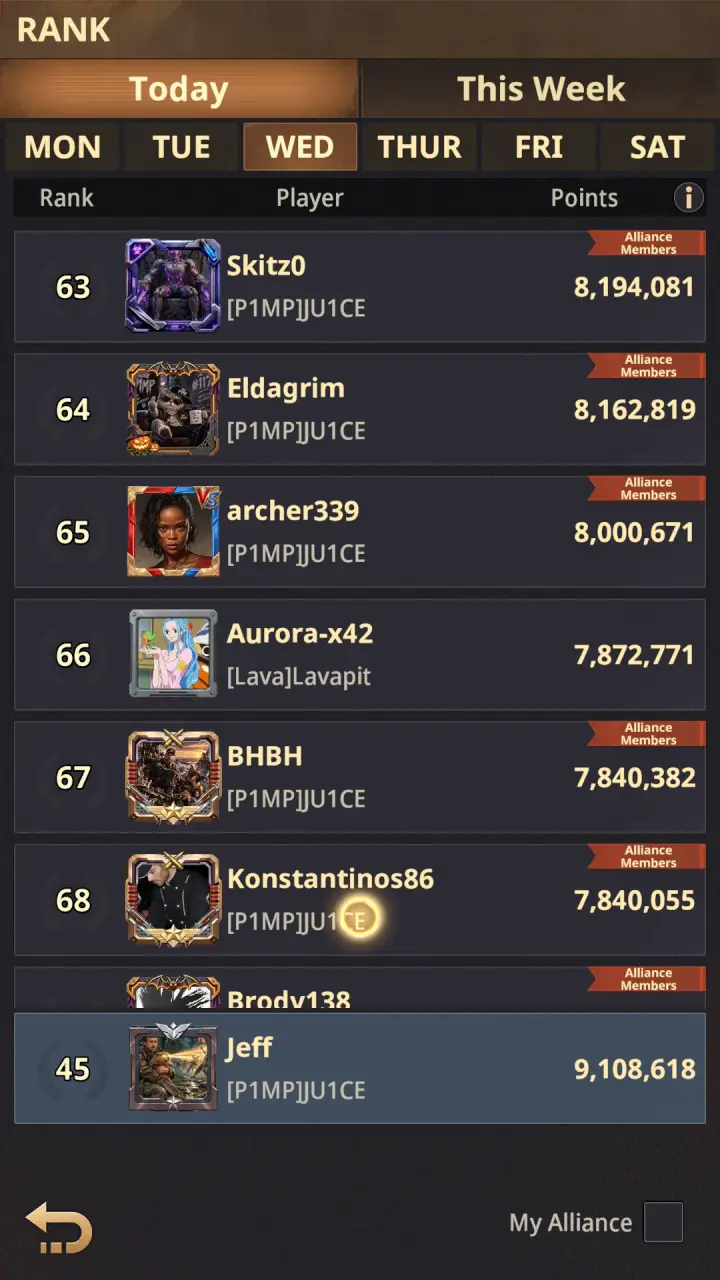 RANK
Today
This Week
MON
TUE
WED
THUR
FRI
SAT
Rank
Player
Points
Alliance
Members
63
Skitz0
[P1MP]JU1CE
8,194,081
Alliance
Members
64
Eldagrim
[P1MP]JU1CE
8,162,819
VS
Alliance
Members
65
archer339
[P1MP]JU1CE
8,000,671
66
Aurora-x42
[Lava]Lavapit
7,872,771
Alliance
Members
67
BHBH
[P1MP]JU1CE
7,840,382
Alliance
Members
68
Konstantinos86
[P1MP]JU1CE
7,840,055
Alliance
Members
Brody138
45
Jeff
[P1MP]JU1CE
9,108,618
My Alliance